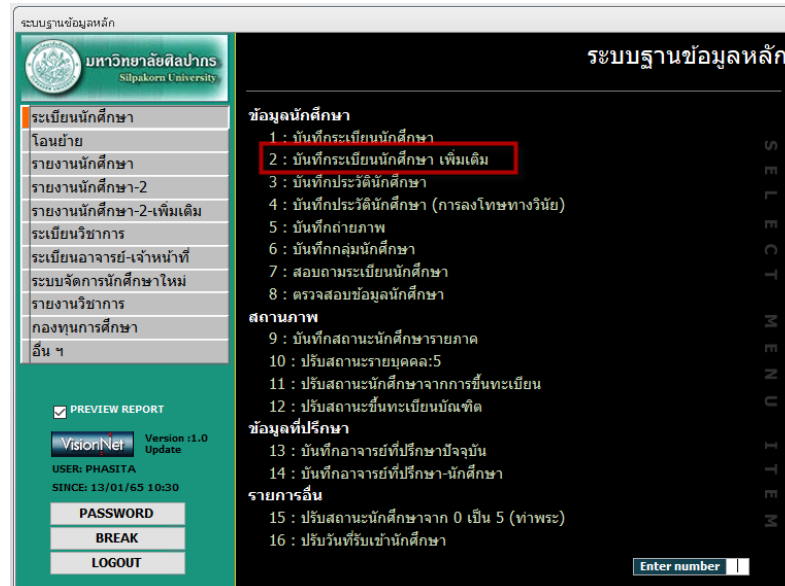 ระบบฐานข้อมูลหลัก
มหาวิทยาลัยศิลปากร
Silpakorn University
ระบบฐานข้อมูลหลัก
ระเบียนนักศึกษา
โอนย้าย
รายงานนักศึกษา
รายงานนักศึกษา-2
รายงานนักศึกษา-2-เพิ่มเติม
ระเบียนวิชาการ
ระเบียนอาจารย์-เจ้าหน้าที่
ระบบจัดการนักศึกษาใหม่
รายงานวิชาการ
กองทุนการศึกษา
อื่น ฯ
PREVIEW REPORT
VisionNet
Version :1.0
Update
USER: PHASITA
SINCE: 13/01/65 10:30
PASSWORD
BREAK
LOGOUT
ข้อมูลนักศึกษา
1 : บันทึกระเบียนนักศึกษา
2 : บันทึกระเบียนนักศึกษา เพิ่มเติม
3 : บันทึกประวัตินักศึกษา
4 : บันทึกประวัตินักศึกษา (การลงโทษทางวินัย)
5 : บันทึกถ่ายภาพ
6 : บันทึกกลุ่มนักศึกษา
7 : สอบถามระเบียนนักศึกษา
8 : ตรวจสอบข้อมูลนักศึกษา
สถานภาพ
9 : บันทึกสถานะนักศึกษารายภาค
10 : ปรับสถานะรายบุคคล:5
11 : ปรับสถานะนักศึกษาจากการขึ้นทะเบียน
12 : ปรับสถานะขึ้นทะเบียนบัณฑิต
ข้อมูลที่ปรึกษา
13 : บันทึกอาจารย์ที่ปรึกษาปัจจุบัน
14 : บันทึกอาจารย์ที่ปรึกษา-นักศึกษา
รายการอื่น
15 : ปรับสถานะนักศึกษาจาก 0 เป็น 5 (ท่าพระ)
16 : ปรับวันที่รับเข้านักศึกษา
Enter number
SELECT MENU ITEM